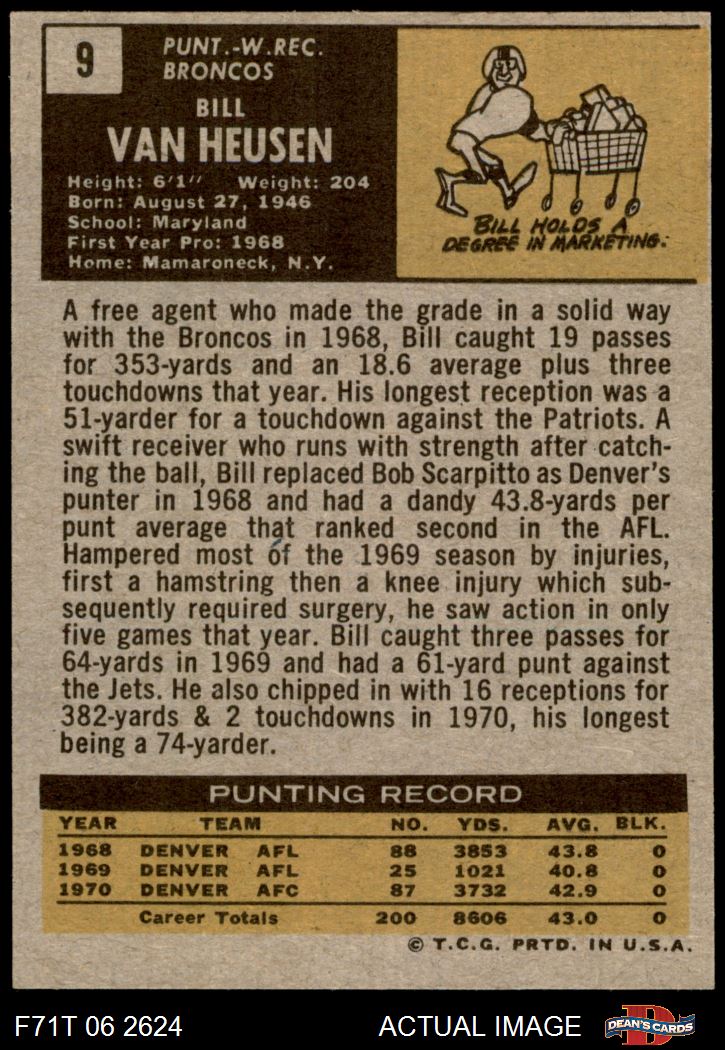 9
PUNT.-W.REC.
BRONCOS
BILL
VAN HEUSEN
Height: 6'1" Weight: 204
Born: August 27, 1946
School: Maryland
First Year Pro: 1968
Home: Mamaroneck, N.Y.
BILL HOLDS A
DEGREE IN MARKETING.
A free agent who made the grade in a solid way
with the Broncos in 1968, Bill caught 19 passes
for 353-yards and an 18.6 average plus three
touchdowns that year. His longest reception was a
51-yarder for a touchdown against the Patriots. A
swift receiver who runs with strength after catch-
ing the ball, Bill replaced Bob Scarpitto as Denver's
punter in 1968 and had a dandy 43.8-yards per
punt average that ranked second in the AFL.
Hampered most of the 1969 season by injuries,
first a hamstring then a knee injury which sub-
sequently required surgery, he saw action in only
five games that year. Bill caught three passes for
64-yards in 1969 and had a 61-yard punt against
the Jets. He also chipped in with 16 receptions for
382-yards & 2 touchdowns in 1970, his longest
being a 74-yarder.
PUNTING RECORD
YEAR TEAM NO. YDS. AVG. BLK.
1968 DENVER AFL 88 3853 43.8 0
1969 DENVER AFL 25 1021 40.8 0
1970 DENVER AFC 87 3732 42.9 0
Career Totals 200 8606 43.0 0
© T.C.G. PRTD. IN U.S.A.
F71T 06 2624 ACTUAL IMAGE
D
DEAN'S CARDS